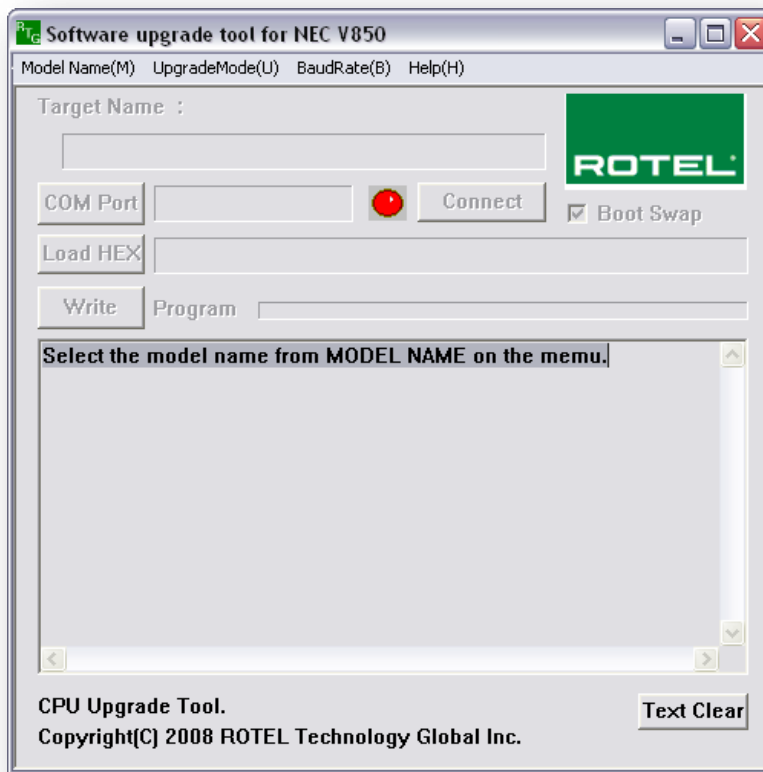 RTG Software upgrade tool for NEC V850
Model Name(M) UpgradeMode(U) BaudRate(B) Help(H)
Target Name :
ROTEL
COM Port Connect
Boot Swap
Load HEX
Write Program
Select the model name from MODEL NAME on the memu.
CPU Upgrade Tool.
Text Clear
Copyright(C) 2008 ROTEL Technology Global Inc.